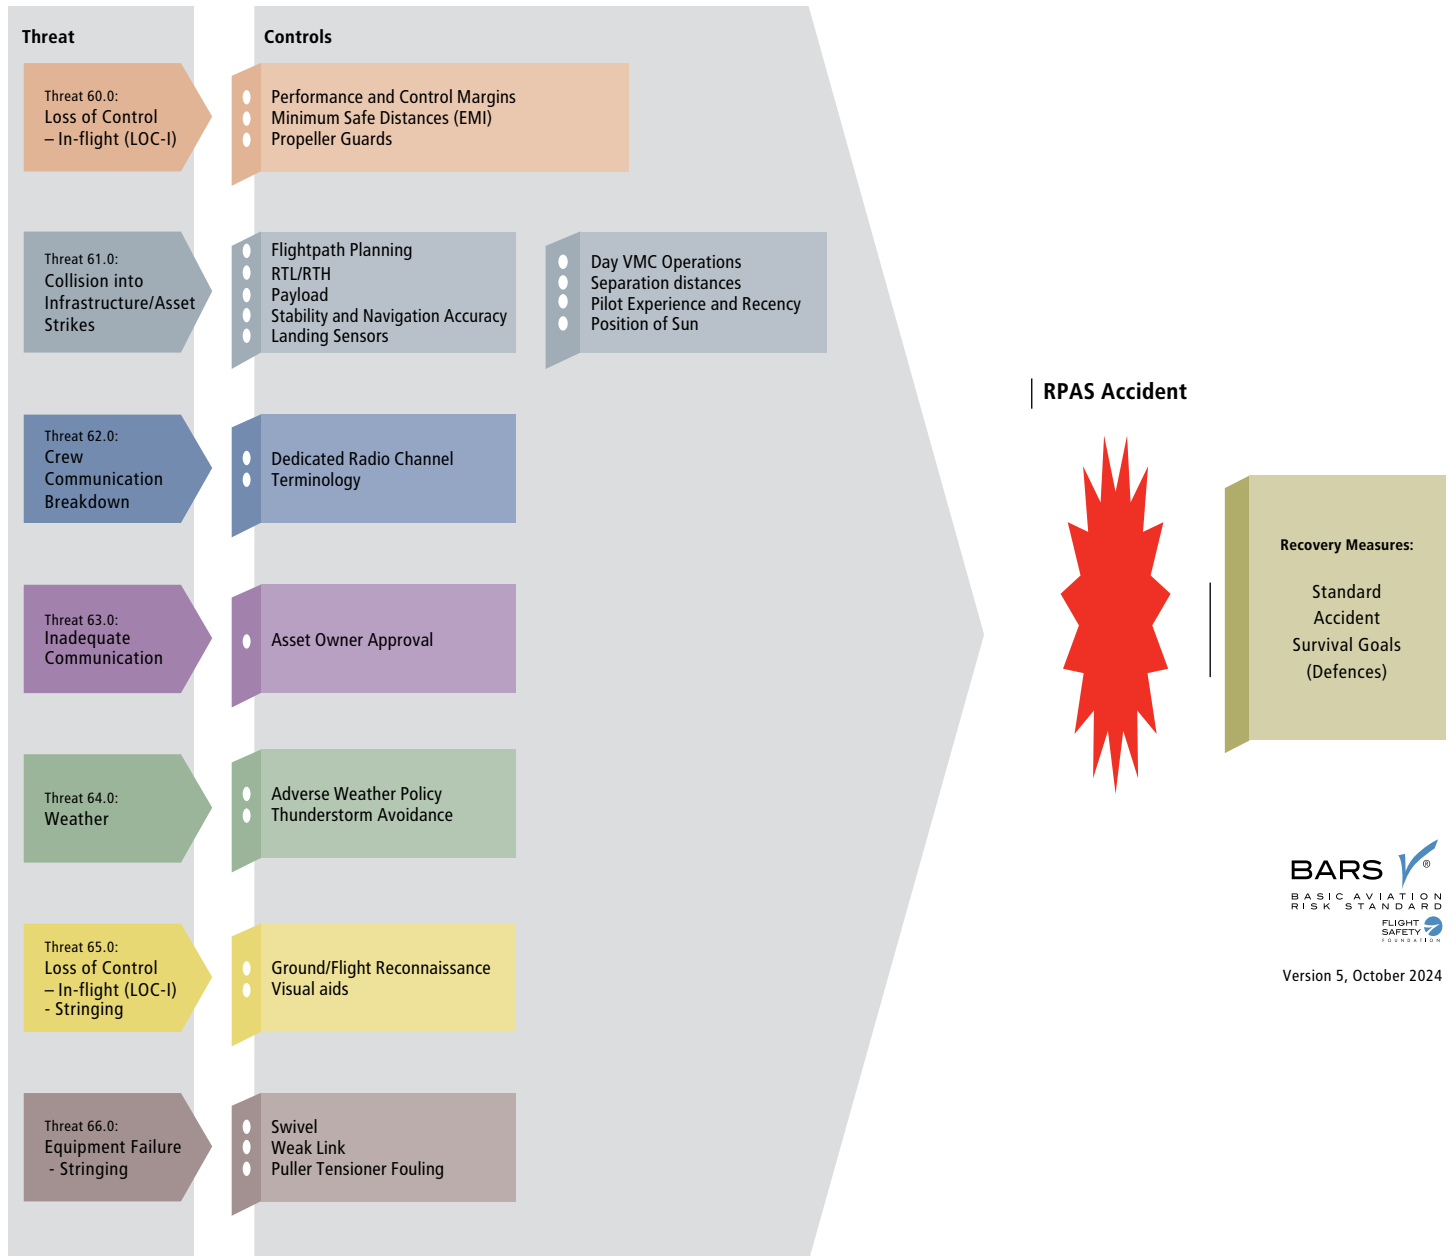 Threat
Controls
Threat 60.0:
Loss of Control
– In-flight (LOC-I)
Performance and Control Margins
Minimum Safe Distances (EMI)
Propeller Guards
Threat 61.0:
Collision into
Infrastructure/Asset
Strikes
Flightpath Planning
RTL/RTH
Payload
Stability and Navigation Accuracy
Landing Sensors
Day VMC Operations
Separation distances
Pilot Experience and Recency
Position of Sun
Threat 62.0:
Crew
Communication
Breakdown
Dedicated Radio Channel
Terminology
Threat 63.0:
Inadequate
Communication
Asset Owner Approval
Threat 64.0:
Weather
Adverse Weather Policy
Thunderstorm Avoidance
Threat 65.0:
Loss of Control
– In-flight (LOC-I)
- Stringing
Ground/Flight Reconnaissance
Visual aids
Threat 66.0:
Equipment Failure
- Stringing
Swivel
Weak Link
Puller Tensioner Fouling
RPAS Accident
Recovery Measures:
Standard
Accident
Survival Goals
(Defences)
BARS ®
BASIC AVIATION
RISK STANDARD
FLIGHT
SAFETY
FOUNDATION
Version 5, October 2024